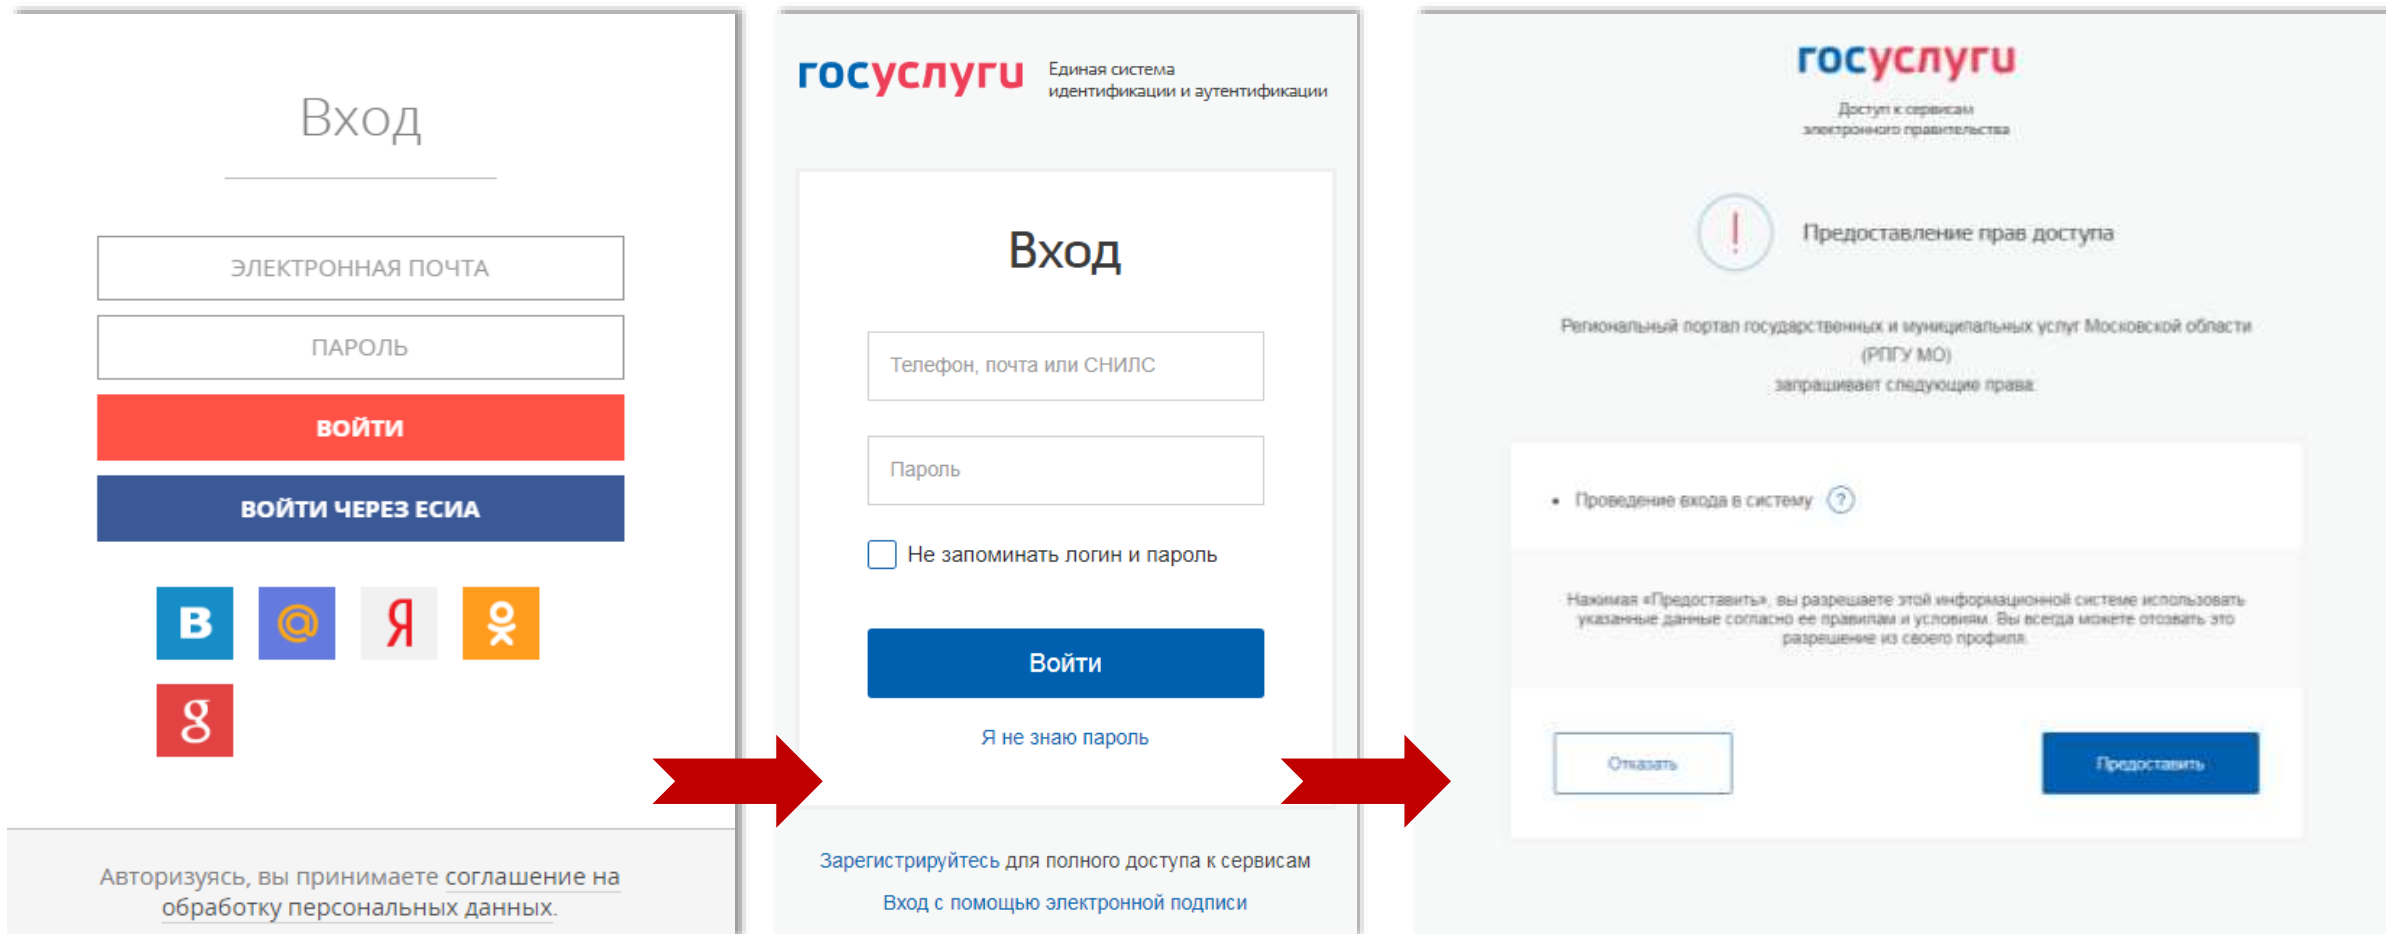 Вход
ЭЛЕКТРОННАЯ ПОЧТА
ПАРОЛЬ
ВОЙТИ
ВОЙТИ ЧЕРЕЗ ЕСИА
В
@
Я
g
Авторизуясь, вы принимаете соглашение на
обработку персональных данных.
госуслуги
Единая система
идентификации и аутентификации
Вход
Телефон, почта или СНИЛС
Пароль
Не запоминать логин и пароль
Войти
Я не знаю пароль
Зарегистрируйтесь для полного доступа к сервисам
Вход с помощью электронной подписи
госуслуги
Доступ к сервисам
электронного правительства
!
Предоставление прав доступа
Региональный портал государственных и муниципальных услуг Московской области
(РПГУ МО)
запрашивает следующие права:
• Проведение входа в систему ?
Нажимая «Предоставить», вы разрешаете этой информационной системе использовать
указанные данные согласно ее правилам и условиям. Вы всегда можете отозвать это
разрешение из своего профиля.
Отказать
Предоставить